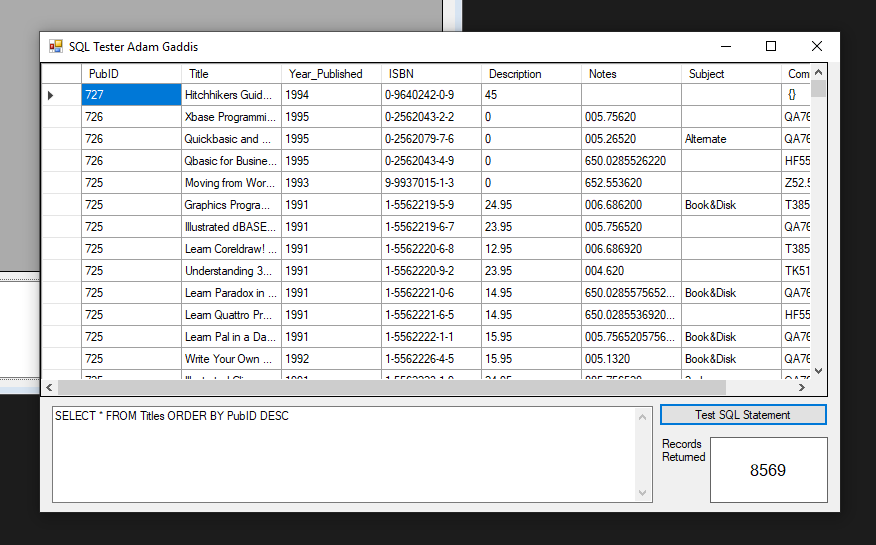 SQL Tester Adam Gaddis
PubID Title Year_Published ISBN Description Notes Subject Com
727 Hitchhikers Guid... 1994 0-9640242-0-9 45 {}
726 Xbase Programmi... 1995 0-2562043-2-2 0 005.75620 QA76
726 Quickbasic and ... 1995 0-2562079-7-6 0 005.26520 Alternate QA76
726 Qbasic for Busine... 1995 0-2562043-4-9 0 650.0285526220 HF55
725 Moving from Wor... 1993 9-9937015-1-3 0 652.553620 Z52.5
725 Graphics Progra... 1991 1-5562219-5-9 24.95 006.686200 Book&Disk T385
725 Illustrated dBASE... 1991 1-5562219-6-7 23.95 005.756520 QA76
725 Learn Coreldraw! ... 1991 1-5562220-6-8 12.95 006.686920 T385
725 Understanding 3... 1991 1-5562220-9-2 23.95 004.620 TK51
725 Learn Paradox in ... 1991 1-5562221-0-6 14.95 650.0285575652... Book&Disk QA76
725 Learn Quattro Pr... 1991 1-5562221-6-5 14.95 650.0285536920... HF55
725 Learn Pal in a Da... 1991 1-5562222-1-1 15.95 005.7565205756... Book&Disk QA76
725 Write Your Own ... 1992 1-5562226-4-5 15.95 005.1320 Book&Disk QA76
SELECT * FROM Titles ORDER BY PubID DESC
Test SQL Statement
Records
Returned
8569